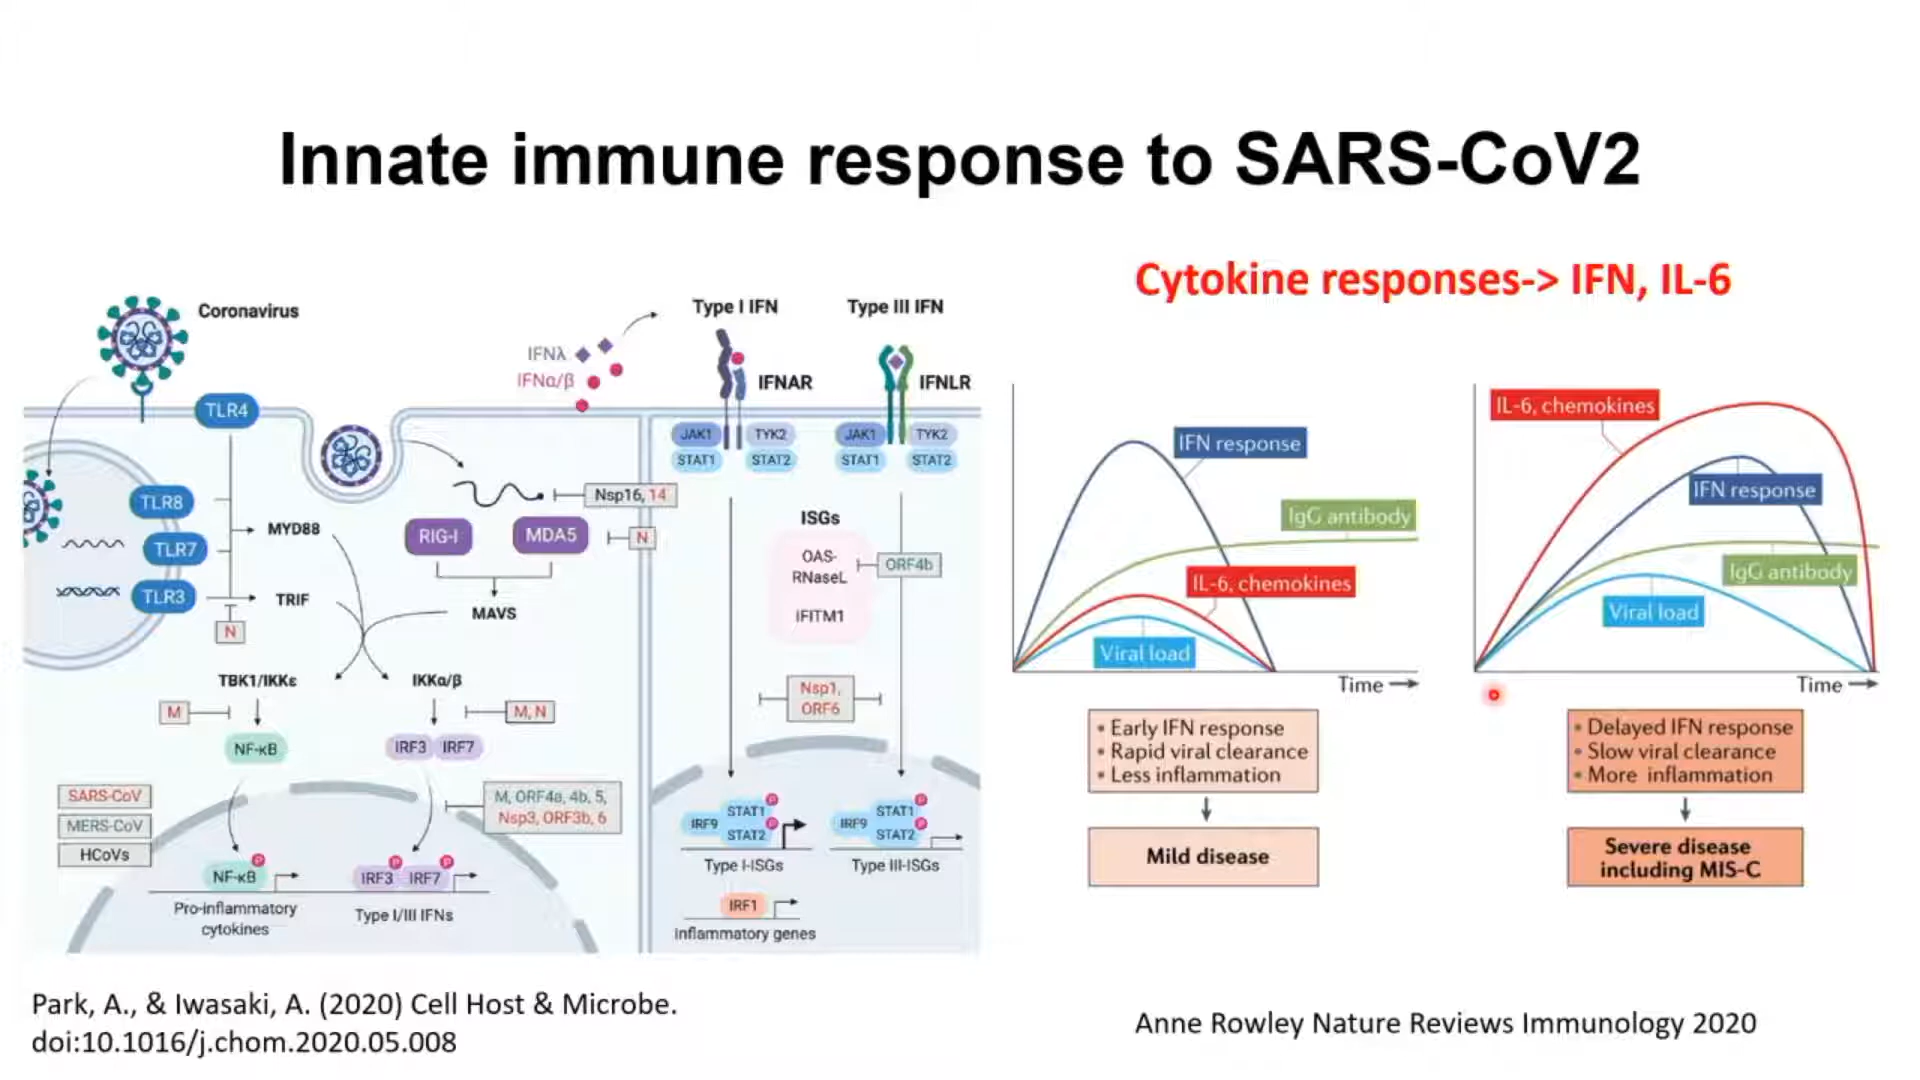 Innate immune response to SARS-CoV2
Coronavirus
TLR4
TLR8
TLR7
TLR3
MYD88
TRIF
N
IFNλ
IFNα/β
Nsp16, 14
RIG-I
MDA5
N
MAVS
TBK1/IKKε
IKKα/β
M
M, N
NF-κB
IRF3 IRF7
SARS-CoV
MERS-CoV
HCoVs
M, ORF4a, 4b, 5,
Nsp3, ORF3b, 6
P
NF-κB
P P
IRF3 IRF7
Pro-inflammatory
cytokines
Type I/III IFNs
Type I IFN
Type III IFN
IFNAR
IFNLR
JAK1
TYK2
STAT1
STAT2
JAK1
TYK2
STAT1
STAT2
ISGs
OAS-
RNaseL
IFITM1
ORF4b
Nsp1,
ORF6
IRF9
STAT1
P
STAT2
P
Type I-ISGs
IRF9
STAT1
P
STAT2
P
Type III-ISGs
IRF1
Inflammatory genes
Park, A., & Iwasaki, A. (2020) Cell Host & Microbe.
doi:10.1016/j.chom.2020.05.008
Cytokine responses-> IFN, IL-6
IFN response
IgG antibody
IL-6, chemokines
Viral load
Time
• Early IFN response
• Rapid viral clearance
• Less inflammation
Mild disease
IL-6, chemokines
IFN response
IgG antibody
Viral load
Time
• Delayed IFN response
• Slow viral clearance
• More inflammation
Severe disease
including MIS-C
Anne Rowley Nature Reviews Immunology 2020